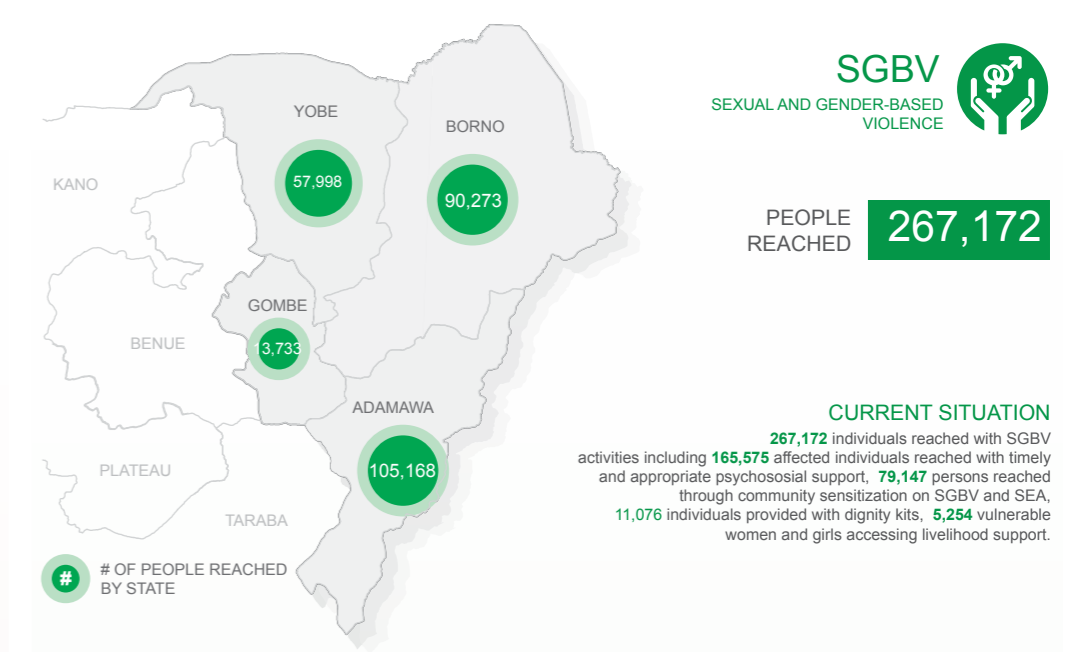 SGBV
SEXUAL AND GENDER-BASED
VIOLENCE
YOBE
BORNO
KANO
57,998
90,273
PEOPLE
REACHED
267,172
GOMBE
13,733
BENUE
ADAMAWA
105,168
PLATEAU
TARABA
#
# OF PEOPLE REACHED
BY STATE
CURRENT SITUATION
267,172 individuals reached with SGBV
activities including 165,575 affected individuals reached with timely
and appropriate psychososial support, 79,147 persons reached
through community sensitization on SGBV and SEA,
11,076 individuals provided with dignity kits, 5,254 vulnerable
women and girls accessing livelihood support.